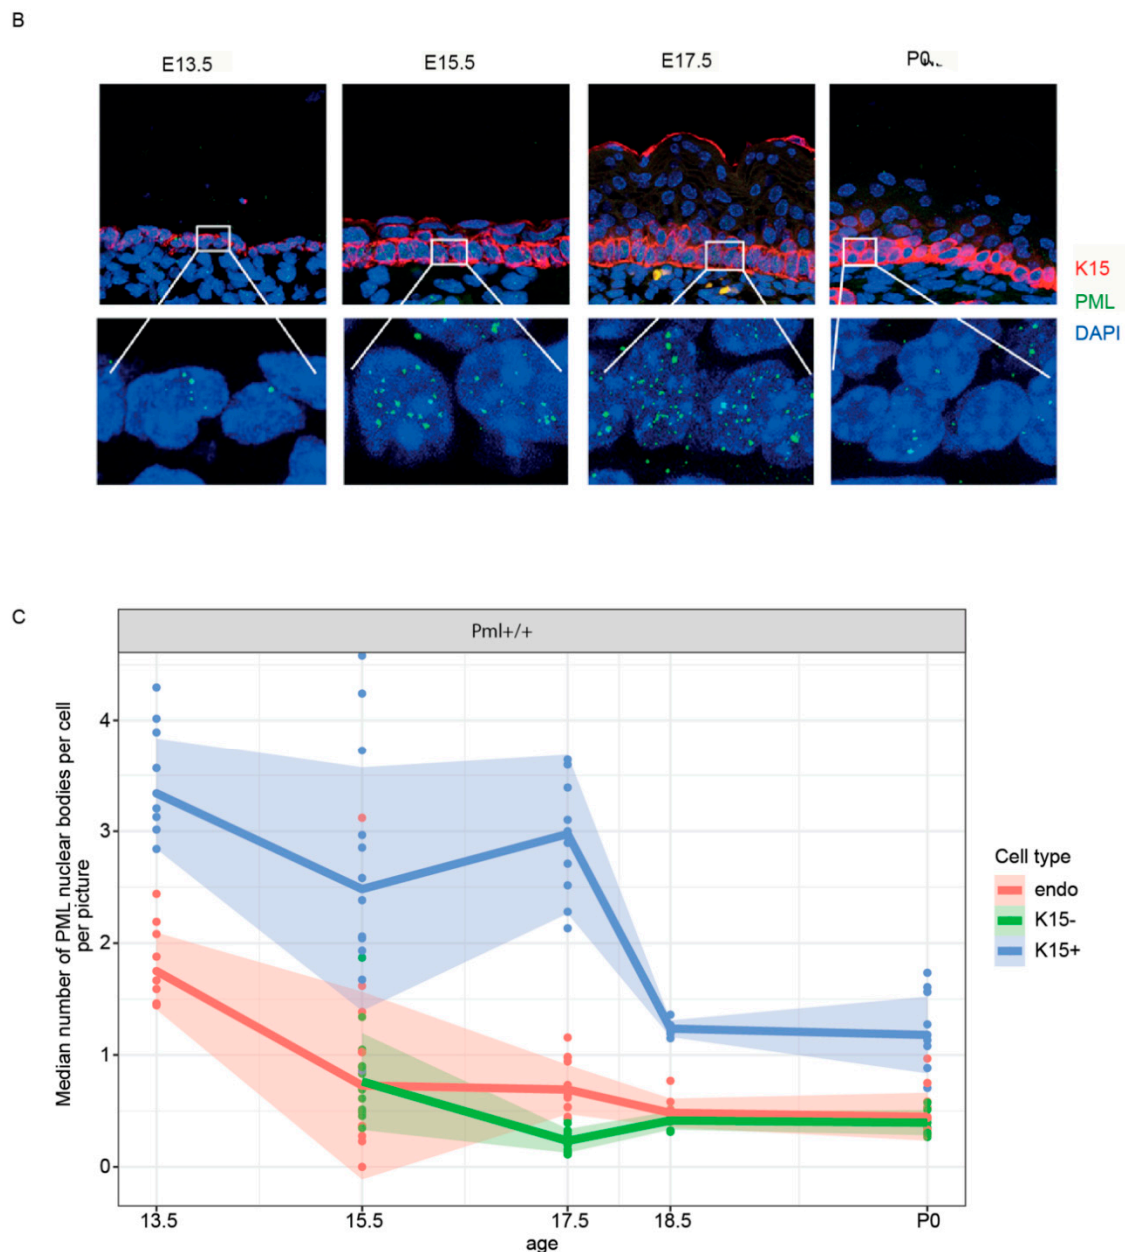 B
E13.5
E15.5
E17.5
P0
K15
PML
DAPI
C
Pml+/+
Median number of PML nuclear bodies per cell
per picture
4
3
2
1
0
13.5
15.5
17.5
18.5
P0
age
Cell type
endo
K15-
K15+